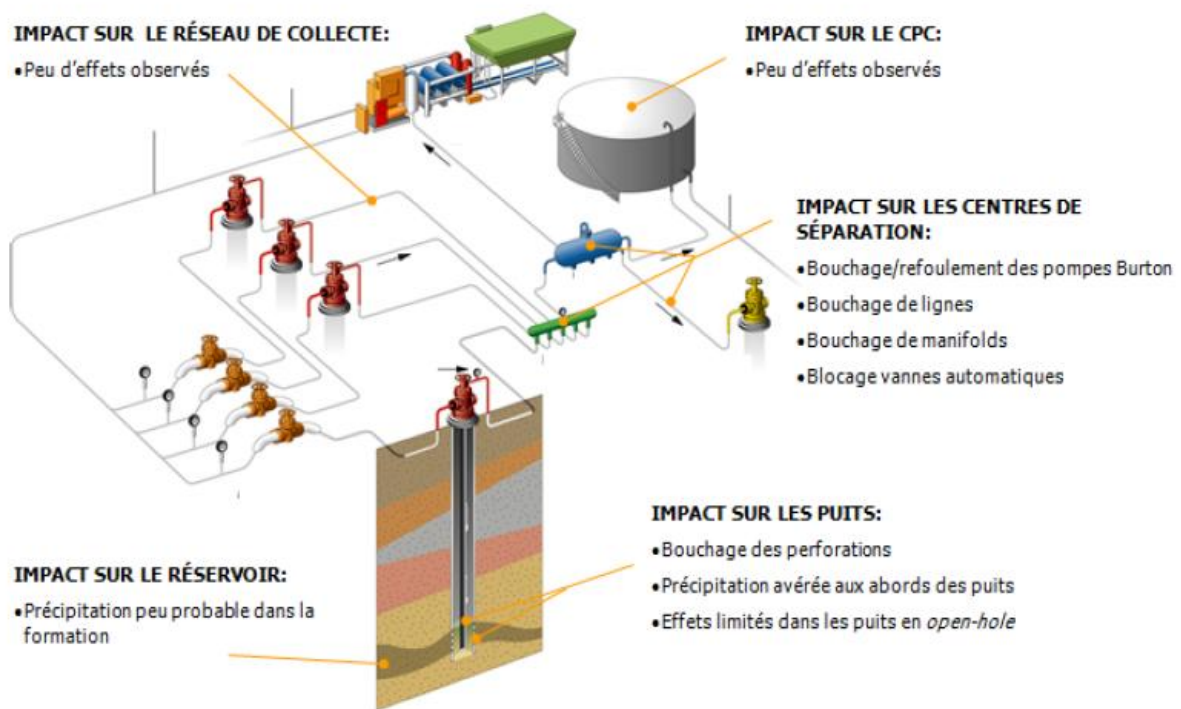 IMPACT SUR LE RÉSEAU DE COLLECTE:
•Peu d'effets observés
IMPACT SUR LE CPC:
•Peu d'effets observés
IMPACT SUR LES CENTRES DE
SÉPARATION:
•Bouchage/refoulement des pompes Burton
•Bouchage de lignes
•Bouchage de manifolds
•Blocage vannes automatiques
IMPACT SUR LES PUITS:
•Bouchage des perforations
•Précipitation avérée aux abords des puits
•Effets limités dans les puits en open-hole
IMPACT SUR LE RÉSERVOIR:
•Précipitation peu probable dans la
formation